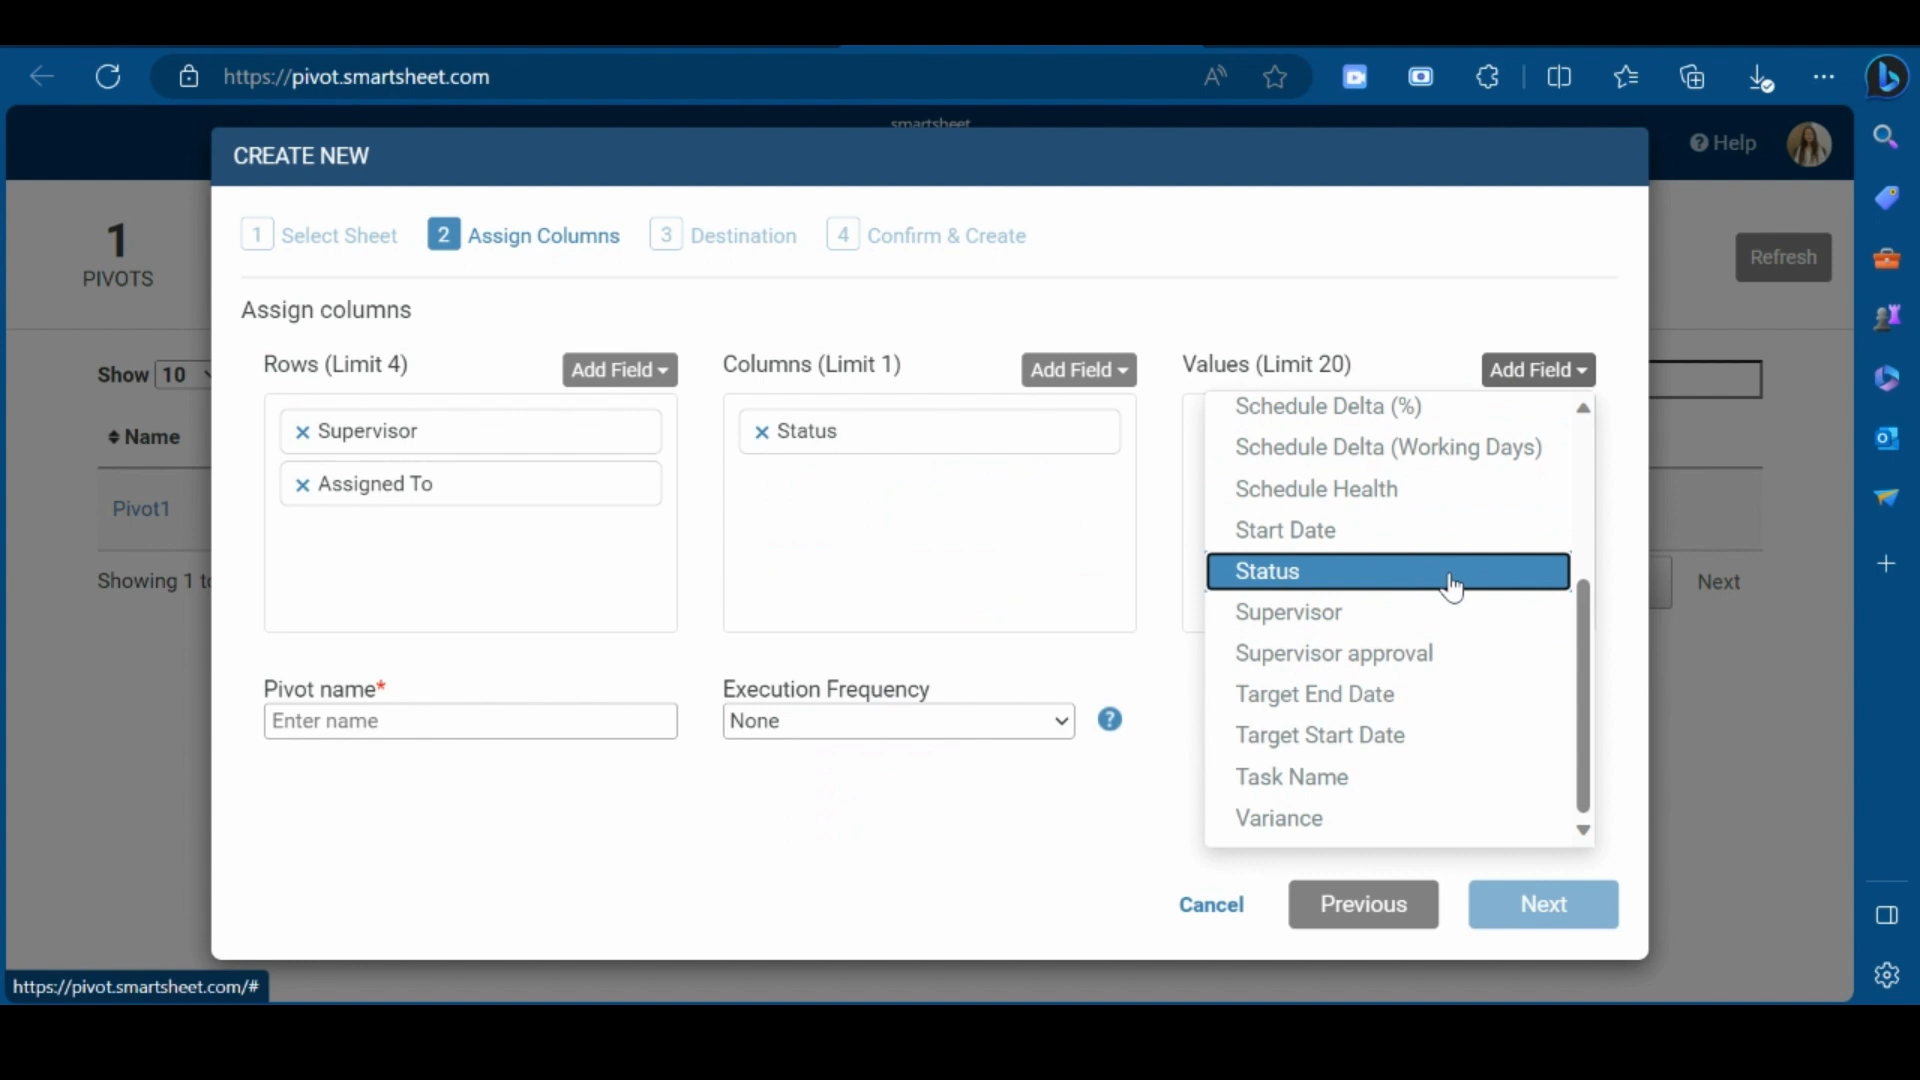 https://pivot.smartsheet.com
smartsheet
CREATE NEW
Help
1 Select Sheet 2 Assign Columns 3 Destination 4 Confirm & Create
1
PIVOTS
Refresh
Assign columns
Rows (Limit 4) Add Field
Columns (Limit 1) Add Field
Values (Limit 20) Add Field
Show 10
Name
Supervisor
Assigned To
Status
Schedule Delta (%)
Schedule Delta (Working Days)
Schedule Health
Start Date
Status
Supervisor
Supervisor approval
Target End Date
Target Start Date
Task Name
Variance
Pivot1
Showing 1
Next
Pivot name*
Enter name
Execution Frequency
None
?
Cancel Previous Next
https://pivot.smartsheet.com/#